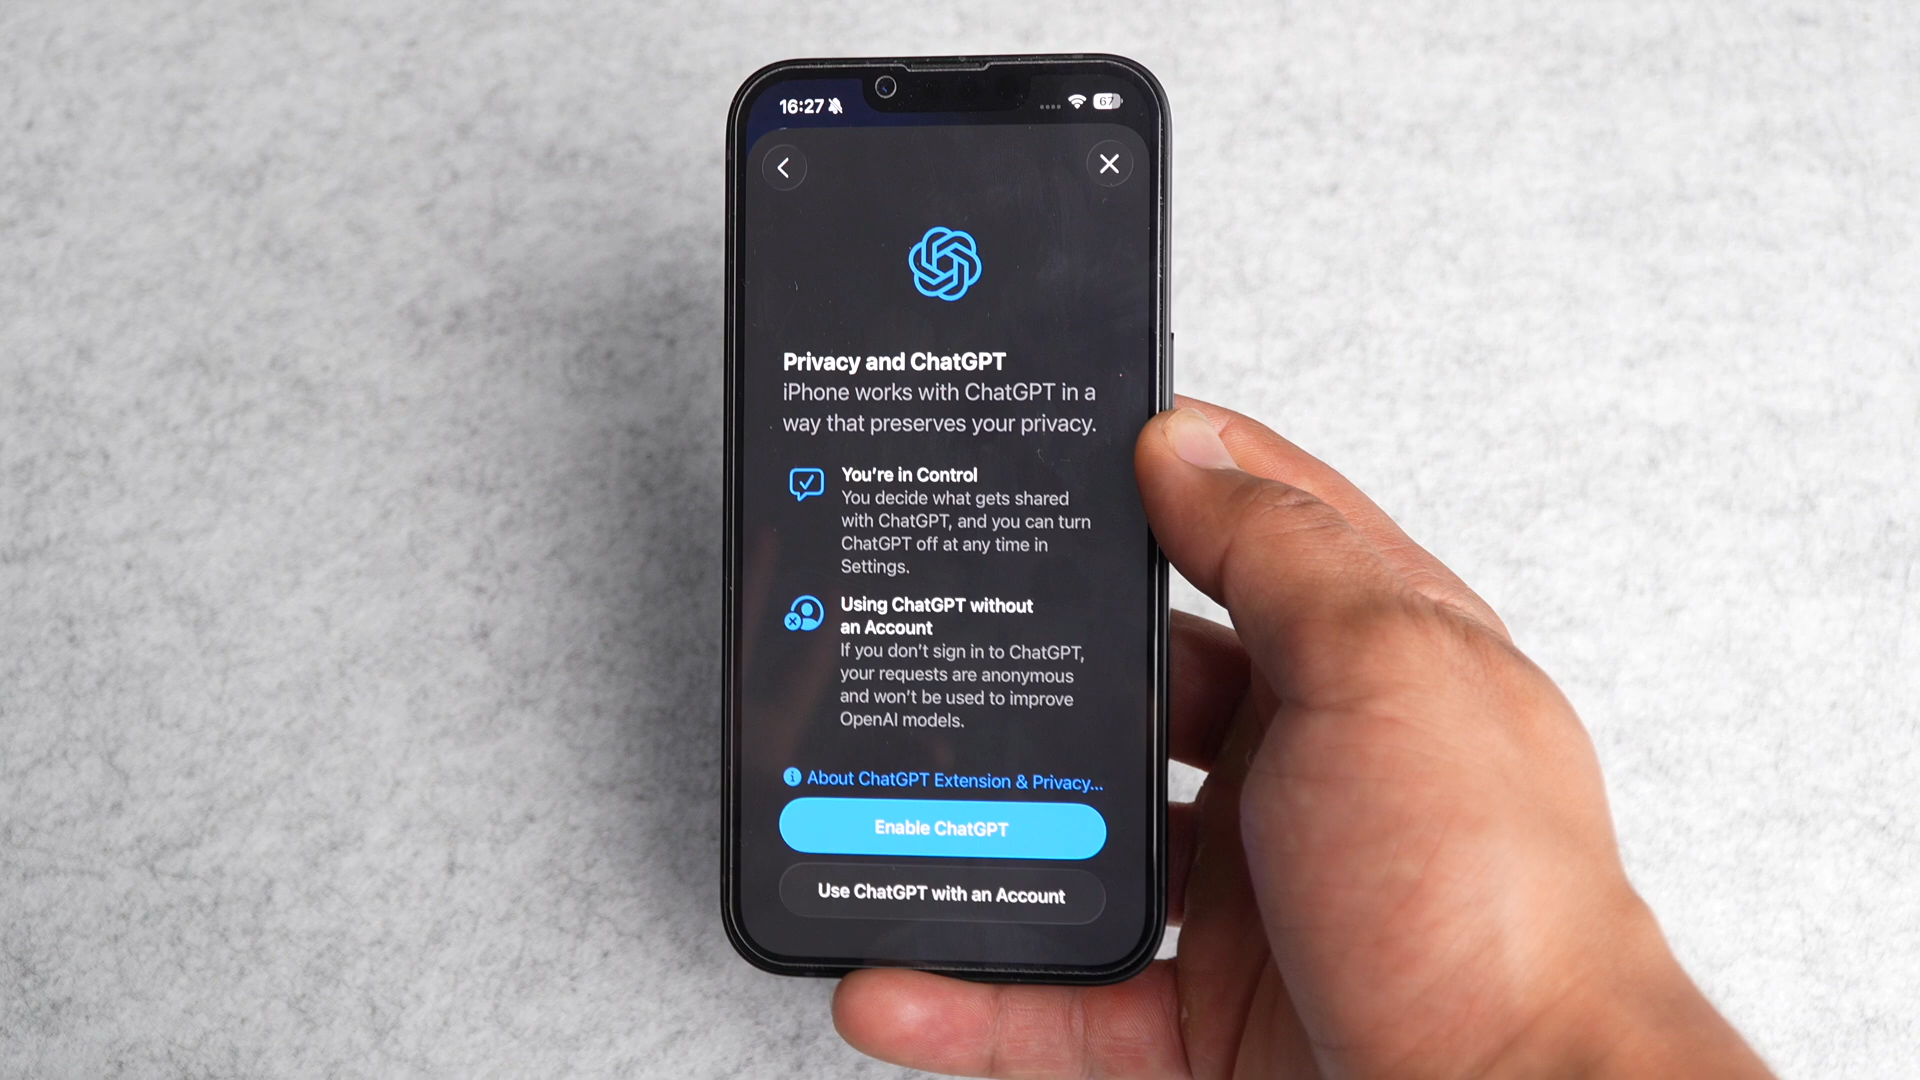 16:27
67
Privacy and ChatGPT
iPhone works with ChatGPT in a
way that preserves your privacy.
You're in Control
You decide what gets shared
with ChatGPT, and you can turn
ChatGPT off at any time in
Settings.
Using ChatGPT without
an Account
If you don't sign in to ChatGPT,
your requests are anonymous
and won't be used to improve
OpenAI models.
About ChatGPT Extension & Privacy...
Enable ChatGPT
Use ChatGPT with an Account